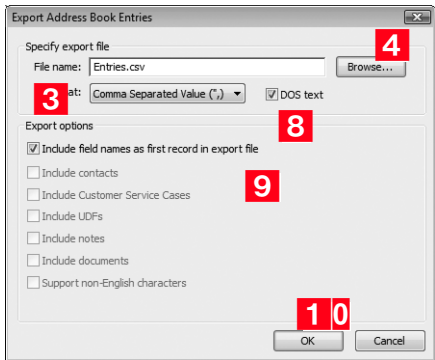 Export Address Book Entries
Specify export file
4
File name: Entries.csv Browse...
3 at: Comma Separated Value (",) DOS text
8
Export options
Include field names as first record in export file
Include contacts
9
Include Customer Service Cases
Include UDFs
Include notes
Include documents
Support non-English characters
1 0
OK Cancel